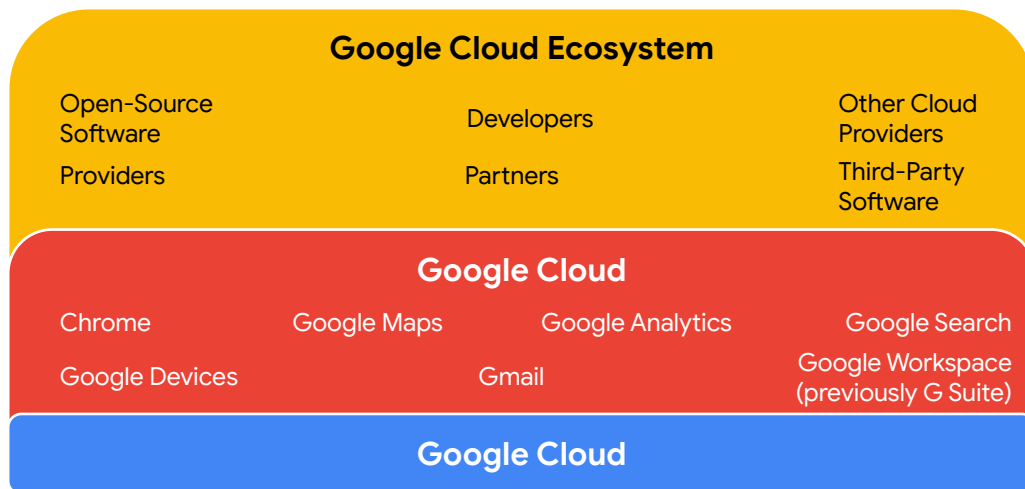 Google Cloud Ecosystem
Open-Source
Software
Developers
Other Cloud
Providers
Providers
Partners
Third-Party
Software
Google Cloud
Chrome
Google Maps
Google Analytics
Google Search
Google Devices
Gmail
Google Workspace
(previously G Suite)
Google Cloud